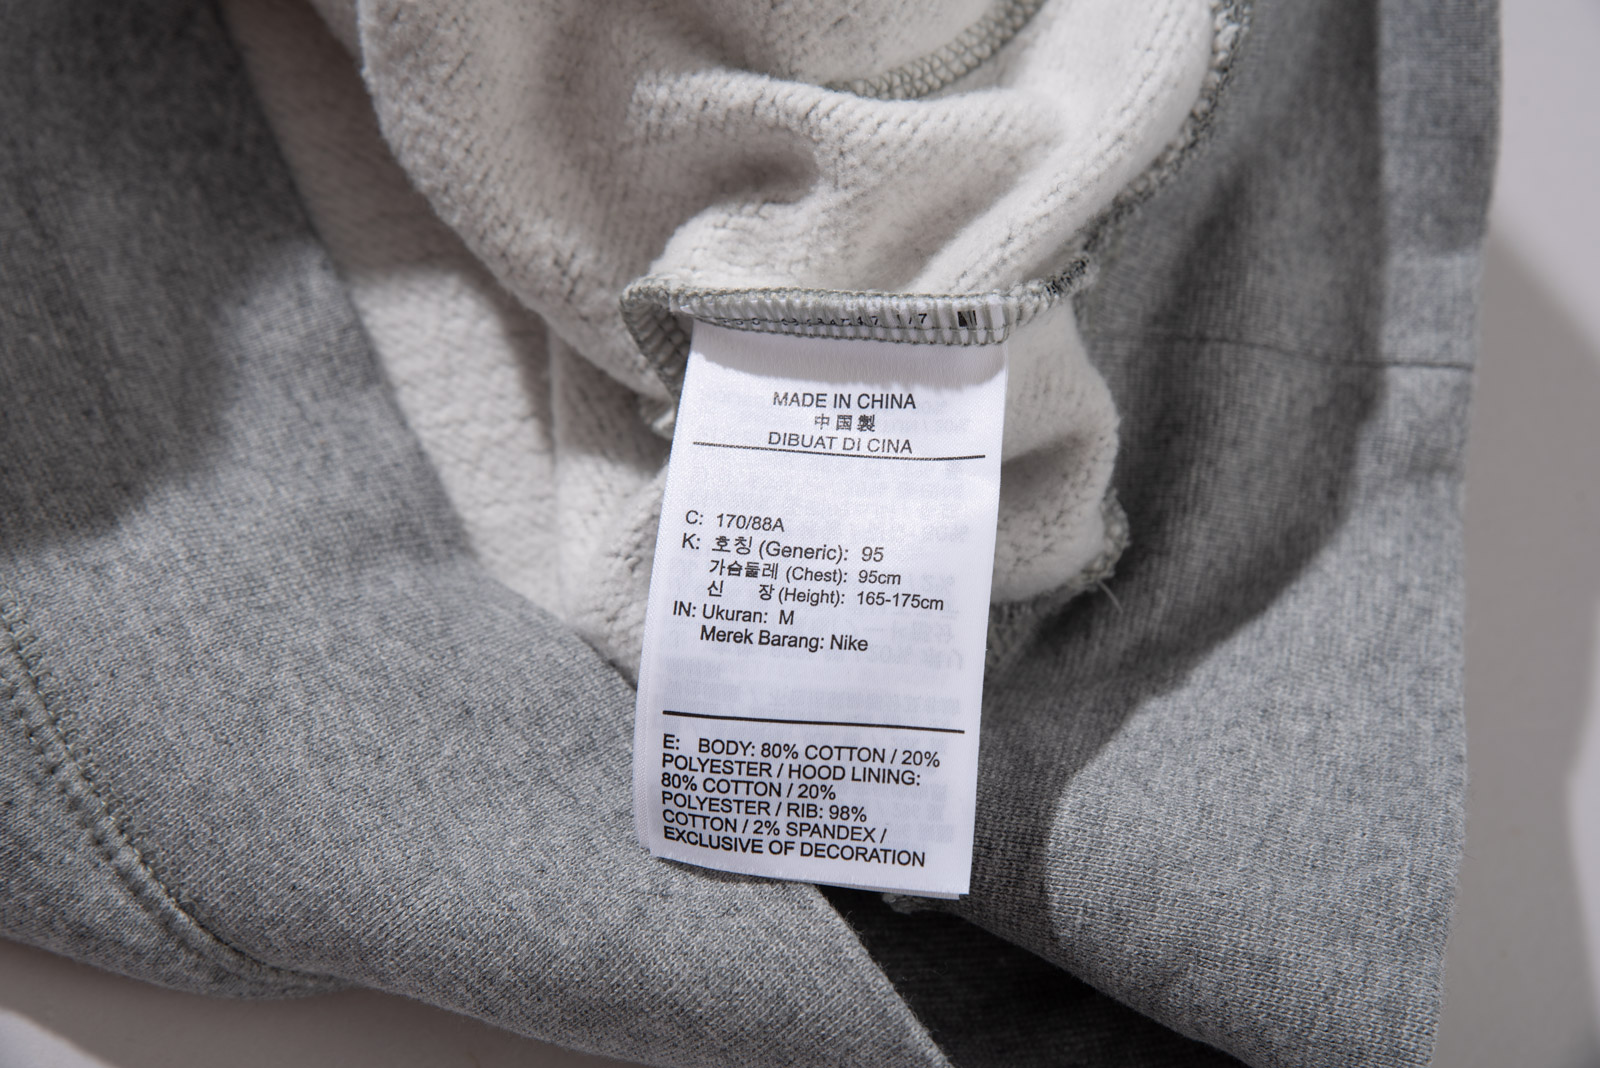 MADE IN CHINA
中国製
DIBUAT DI CINA
C: 170/88A
K: 호칭 (Generic): 95
가슴둘레 (Chest): 95cm
신 장 (Height): 165-175cm
IN: Ukuran: M
Merek Barang: Nike
E: BODY: 80% COTTON / 20%
POLYESTER / HOOD LINING:
80% COTTON / 20%
POLYESTER / RIB: 98%
COTTON / 2% SPANDEX /
EXCLUSIVE OF DECORATION